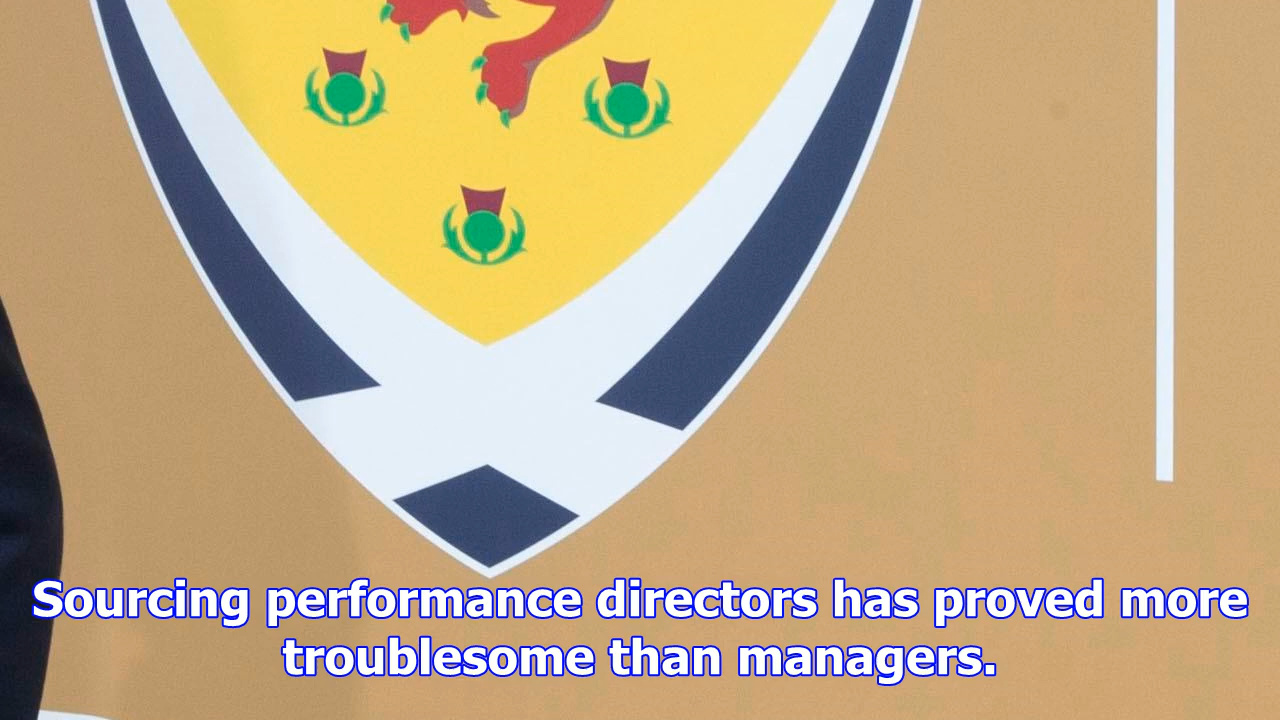 Sourcing performance directors has proved more
troublesome than managers.